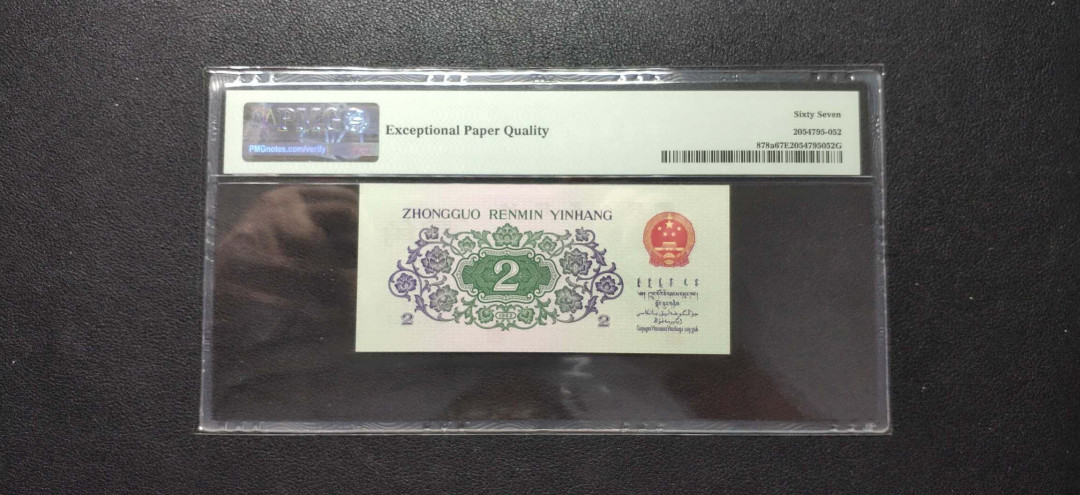 PMG
PMGnotes.com/verify
Exceptional Paper Quality
Sixty Seven
2054795-052
878a67E2054795052G
ZHONGGUO RENMIN YINHANG
2
2
2